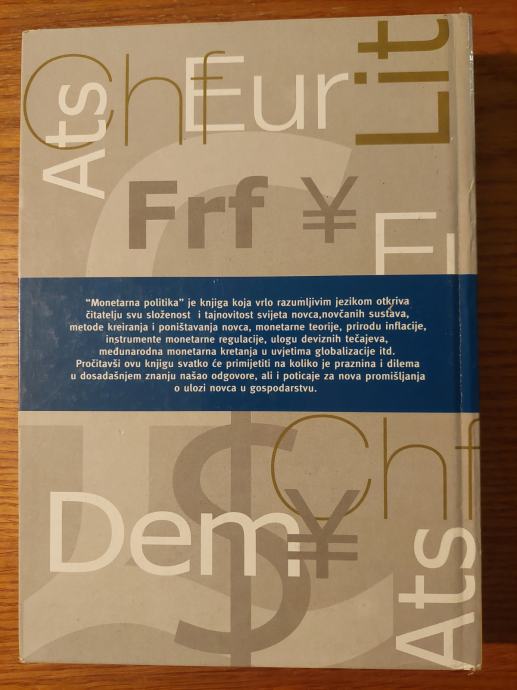 Chf
Eur
Lit
Ats
Frf ¥
E
"Monetarna politika" je knjiga koja vrlo razumljivim jezikom otkriva
čitatelju svu složenost i tajnovitost svijeta novca,novčanih sustava,
metode kreiranja i poništavanja novca, monetarne teorije, prirodu inflacije,
instrumente monetarne regulacije, ulogu deviznih tečajeva,
međunarodna monetarna kretanja u uvjetima globalizacije itd.
Pročitavši ovu knjigu svatko će primijetiti na koliko je praznina i dilema
u dosadašnjem znanju našao odgovore, ali i poticaje za nova promišljanja
o ulozi novca u gospodarstvu.
Chf
$
Dem. ¥
Ats